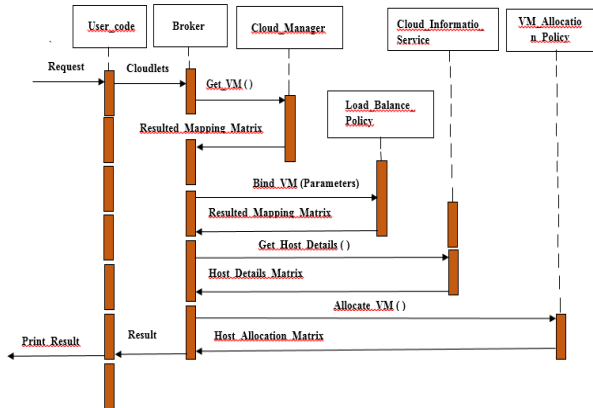 User_code
Broker
Cloud_Manager
Cloud_Informatio
Service
VM_Allocatio
n_Policy
Request
Cloudlets
Get_VM ( )
Load_Balance_
Policy
Resulted_Mapping_Matrix
Bind_VM (Parameters)
Resulted_Mapping_Matrix
Get_Host_Details ( )
Host_Details_Matrix
Allocate_VM ( )
Print_Result
Result
Host_Allocation_Matrix